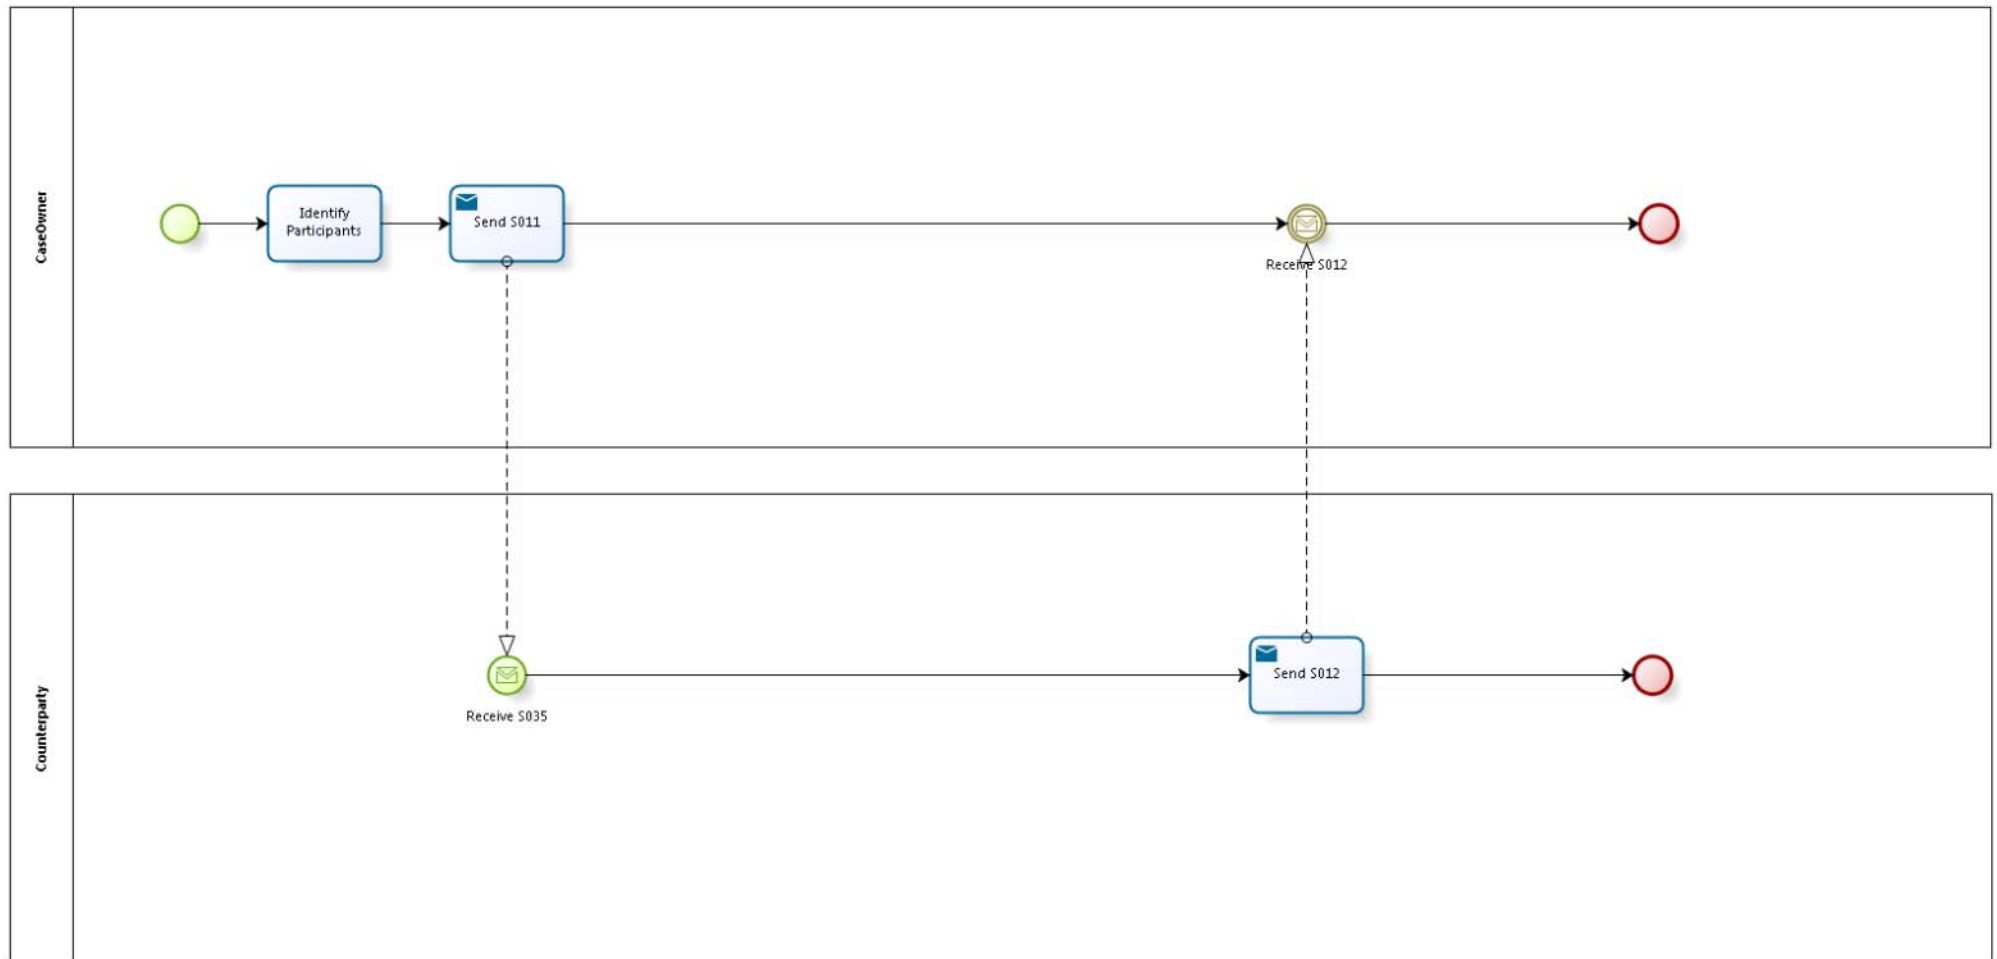 CaseOwner
Identify
Participants
Send S011
Receive S012
Counterparty
Receive S035
Send S012